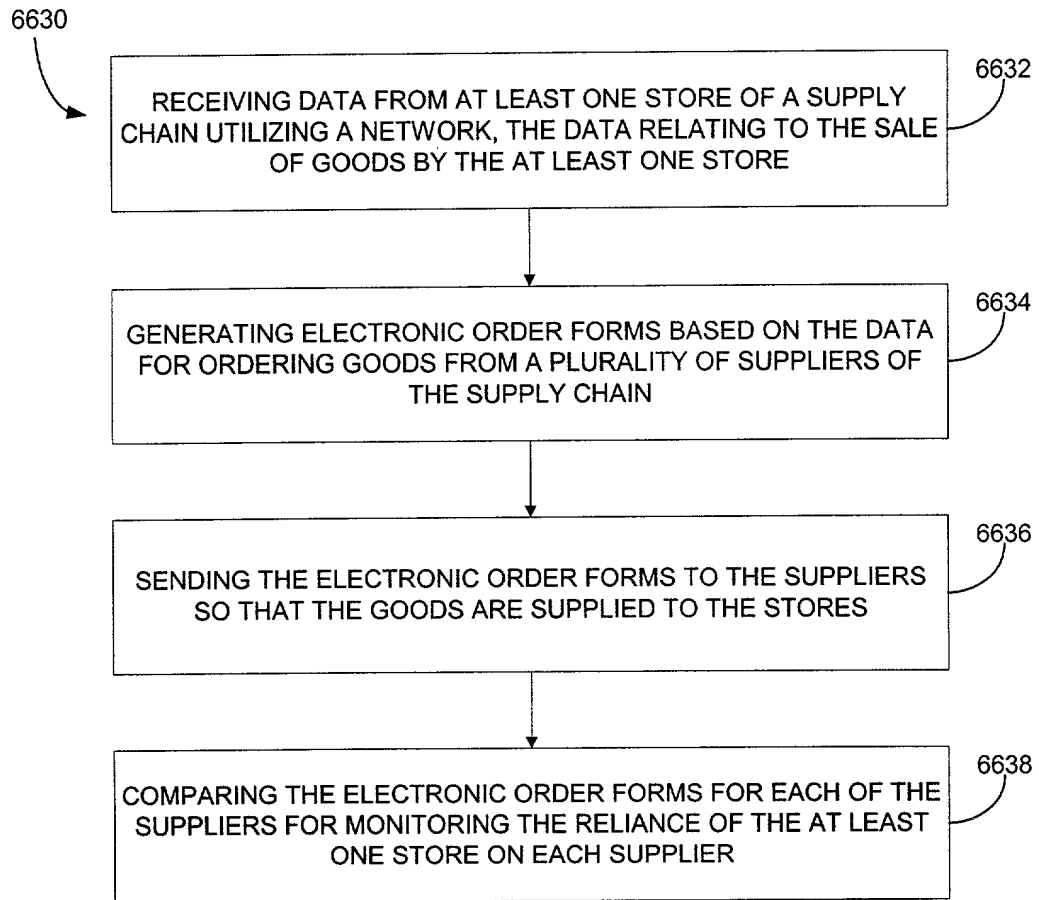 6630
6632
RECEIVING DATA FROM AT LEAST ONE STORE OF A SUPPLY
CHAIN UTILIZING A NETWORK, THE DATA RELATING TO THE SALE
OF GOODS BY THE AT LEAST ONE STORE
6634
GENERATING ELECTRONIC ORDER FORMS BASED ON THE DATA
FOR ORDERING GOODS FROM A PLURALITY OF SUPPLIERS OF
THE SUPPLY CHAIN
6636
SENDING THE ELECTRONIC ORDER FORMS TO THE SUPPLIERS
SO THAT THE GOODS ARE SUPPLIED TO THE STORES
6638
COMPARING THE ELECTRONIC ORDER FORMS FOR EACH OF THE
SUPPLIERS FOR MONITORING THE RELIANCE OF THE AT LEAST
ONE STORE ON EACH SUPPLIER